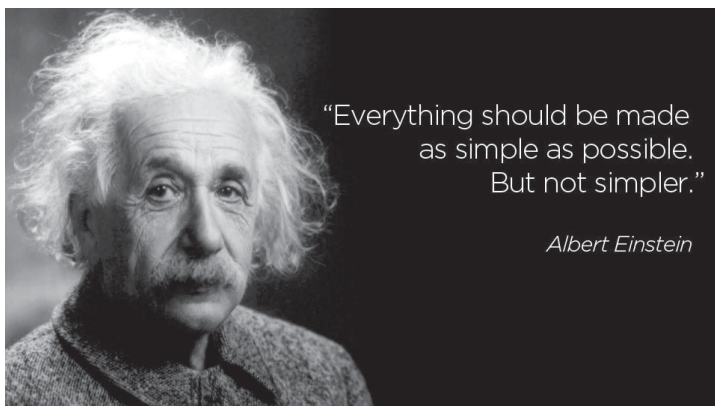 “Everything should be made
as simple as possible.
But not simpler.”
Albert Einstein